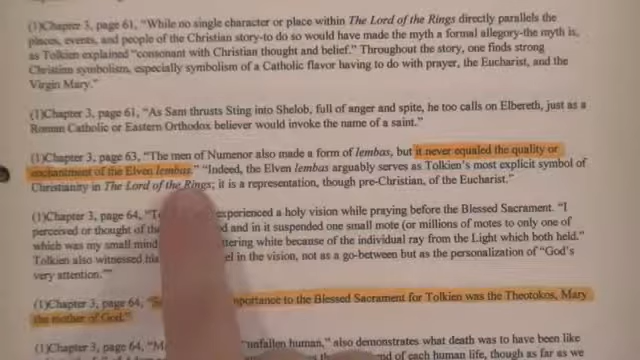 (1)Chapter 3, page 61, "While no single character or place within The Lord of the Rings directly parallels the
places, events, and people of the Christian story-to do so would have made the myth a formal allegory-the myth is,
as Tolkien explained "consonant with Christian thought and belief." Throughout the story, one finds strong
Christian symbolism, especially symbolism of a Catholic flavor having to do with prayer, the Eucharist, and the
Virgin Mary."
(1)Chapter 3, page 61, "As Sam thrusts Sting into Shelob, full of anger and spite, he too calls on Elbereth, just as a
Roman Catholic or Eastern Orthodox believer would invoke the name of a saint."
(1)Chapter 3, page 63, "The men of Numenor also made a form of lembas, but it never equaled the quality or
enchantment of the Elven lembas." "Indeed, the Elven lembas arguably serves as Tolkien's most explicit symbol of
Christianity in The Lord of the Rings; it is a representation, though pre-Christian, of the Eucharist."
(1)Chapter 3, page 64, experienced a holy vision while praying before the Blessed Sacrament. "I
perceived or thought of the and in it suspended one small mote (or millions of motes to only one of
which was my small mind white because of the individual ray from the Light which both held."
Tolkien also witnessed in the vision, not as a go-between but as the personalization of "God's
very attention.""
(1)Chapter 3, page 64, importance to the Blessed Sacrament for Tolkien was the Theotokos, Mary
the mother of God."
(1)Chapter 3, page 64, "unfallen human," also demonstrates what death was to have been like
of each human life, though as far as we